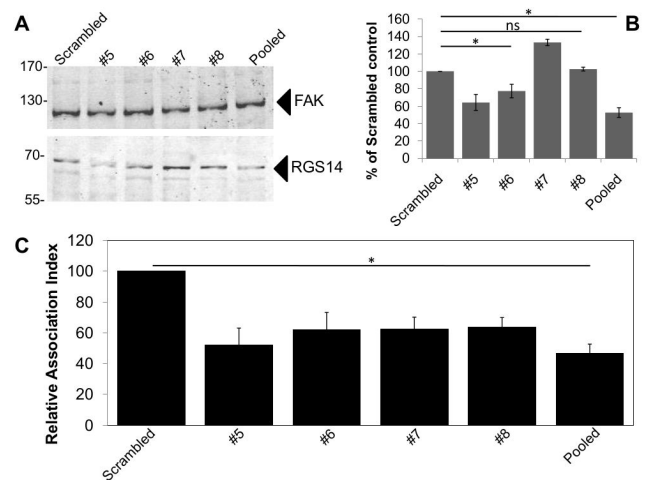 A
Scrambled #5 #6 #7 #8 Pooled
170-
130-
FAK
70-
55-
RGS14
B
% of Scrambled control
160
140
120
100
80
60
40
20
0
*
ns
*
Scrambled #5 #6 #7 #8 Pooled
C
Relative Association Index
120
100
80
60
40
20
0
*
Scrambled #5 #6 #7 #8 Pooled